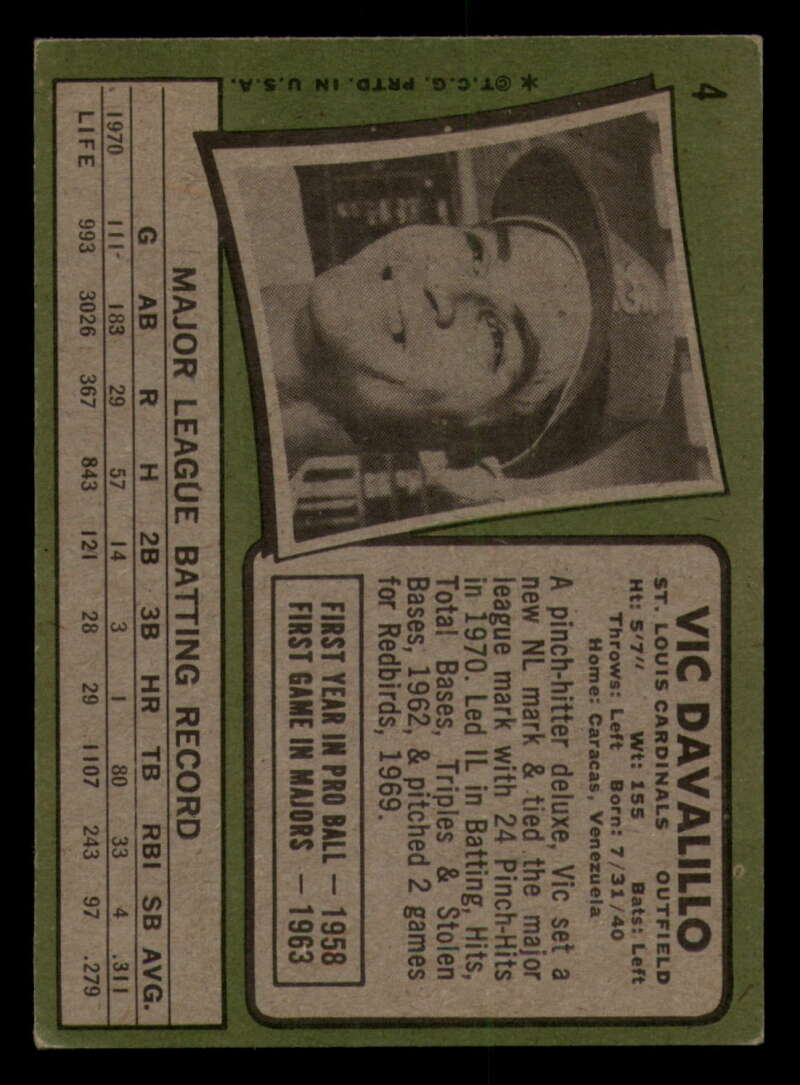 4
✶ © T.C.G. PRTD. IN U.S.A.
VIC DAVALILLO
ST. LOUIS CARDINALS OUTFIELD
Ht: 5'7" Wt: 155 Bats: Left
Throws: Left Born: 7/31/40
Home: Caracas, Venezuela
A pinch-hitter deluxe, Vic set a
new NL mark & tied the major
league mark with 24 Pinch-Hits
in 1970. Led IL in Batting, Hits,
Total Bases, Triples & Stolen
Bases, 1962, & pitched 2 games
for Redbirds, 1969.
FIRST YEAR IN PRO BALL — 1958
FIRST GAME IN MAJORS — 1963
MAJOR LEAGUE BATTING RECORD
G AB R H 2B 3B HR TB RBI SB AVG.
1970 111 183 29 57 14 3 1 80 33 4 .311
LIFE 993 3026 367 843 121 28 29 1107 243 97 .279